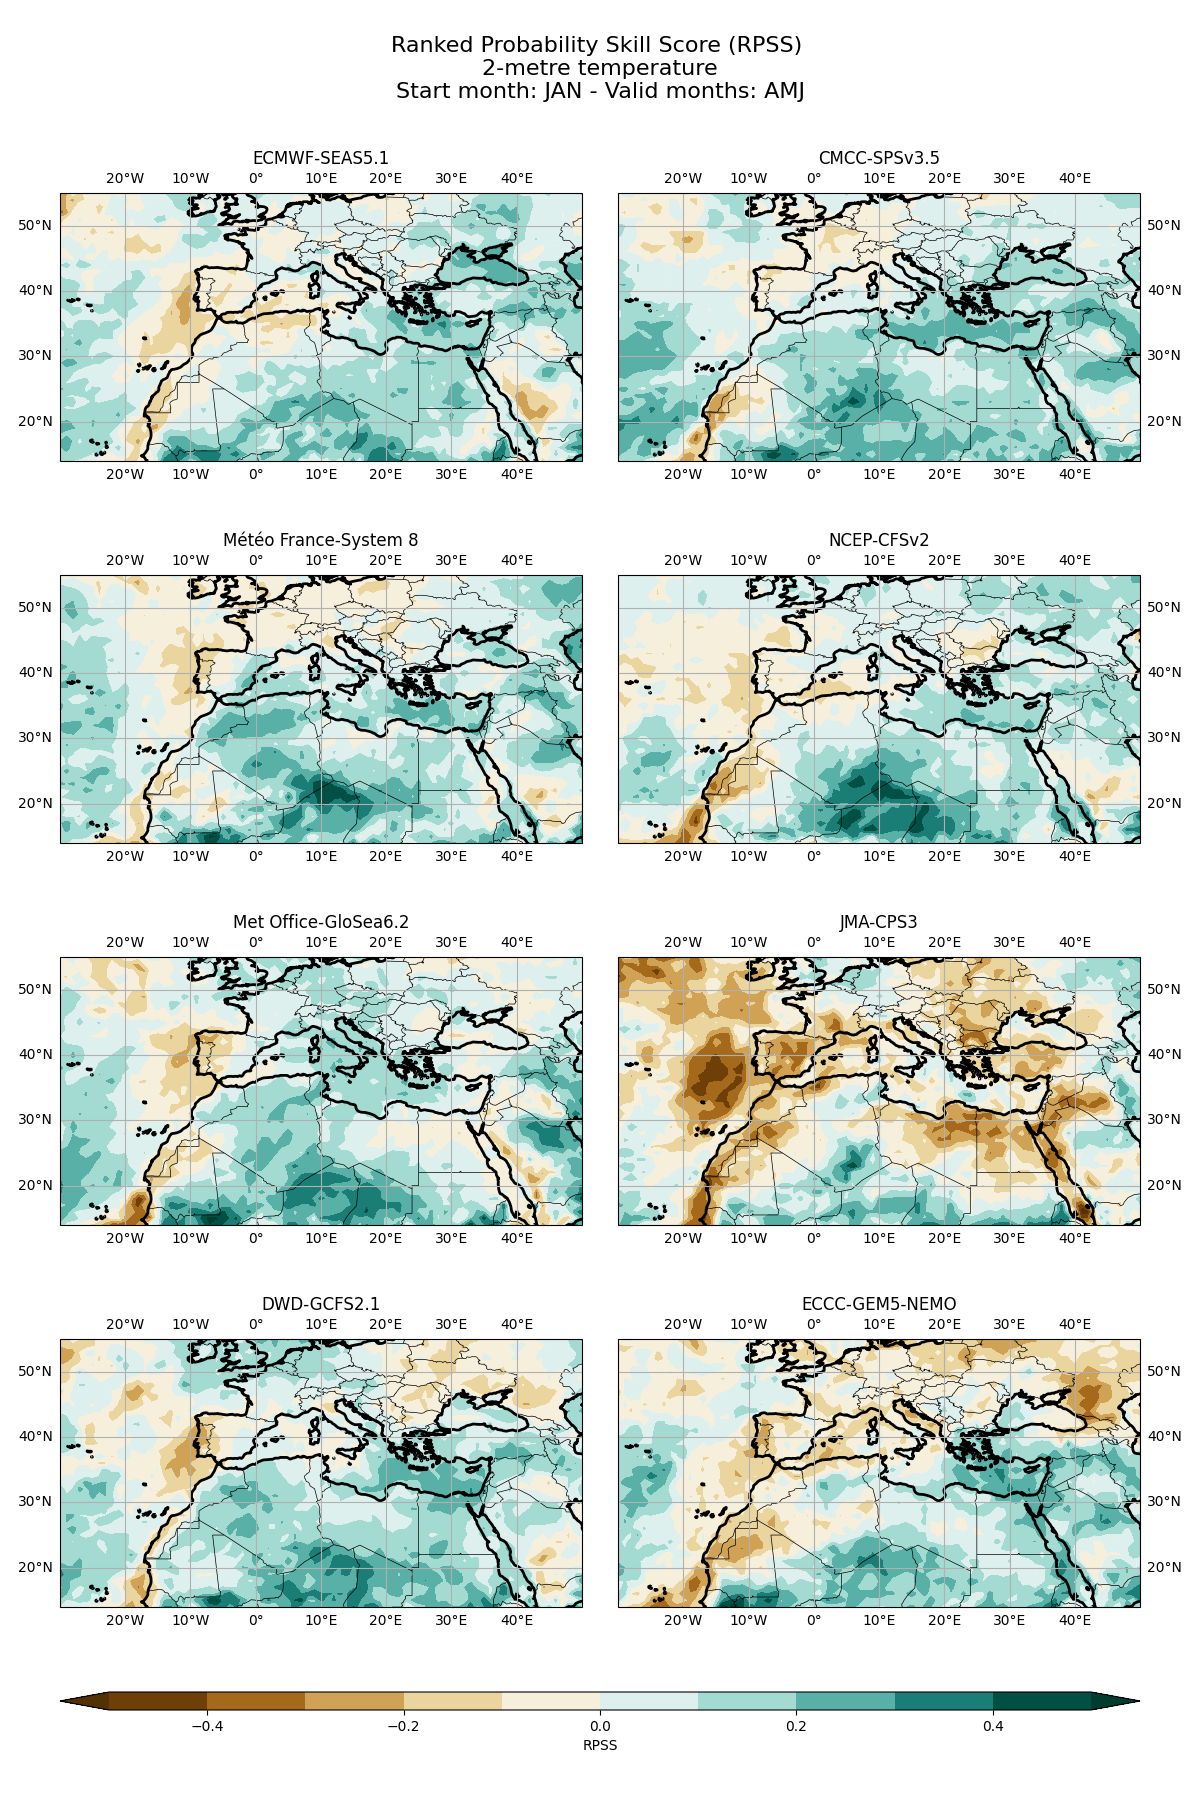 Ranked Probability Skill Score (RPSS)
2-metre temperature
Start month: JAN - Valid months: AMJ
ECMWF-SEAS5.1
CMCC-SPSv3.5
20°W 10°W 0° 10°E 20°E 30°E 40°E
20°W 10°W 0° 10°E 20°E 30°E 40°E
50°N
50°N
40°N
40°N
30°N
30°N
20°N
20°N
20°W 10°W 0° 10°E 20°E 30°E 40°E
20°W 10°W 0° 10°E 20°E 30°E 40°E
Météo France-System 8
NCEP-CFSv2
20°W 10°W 0° 10°E 20°E 30°E 40°E
20°W 10°W 0° 10°E 20°E 30°E 40°E
50°N
50°N
40°N
40°N
30°N
30°N
20°N
20°N
20°W 10°W 0° 10°E 20°E 30°E 40°E
20°W 10°W 0° 10°E 20°E 30°E 40°E
Met Office-GloSea6.2
JMA-CPS3
20°W 10°W 0° 10°E 20°E 30°E 40°E
20°W 10°W 0° 10°E 20°E 30°E 40°E
50°N
50°N
40°N
40°N
30°N
30°N
20°N
20°N
20°W 10°W 0° 10°E 20°E 30°E 40°E
20°W 10°W 0° 10°E 20°E 30°E 40°E
DWD-GCFS2.1
ECCC-GEM5-NEMO
20°W 10°W 0° 10°E 20°E 30°E 40°E
20°W 10°W 0° 10°E 20°E 30°E 40°E
50°N
50°N
40°N
40°N
30°N
30°N
20°N
20°N
20°W 10°W 0° 10°E 20°E 30°E 40°E
20°W 10°W 0° 10°E 20°E 30°E 40°E
−0.4 −0.2 0.0 0.2 0.4
RPSS